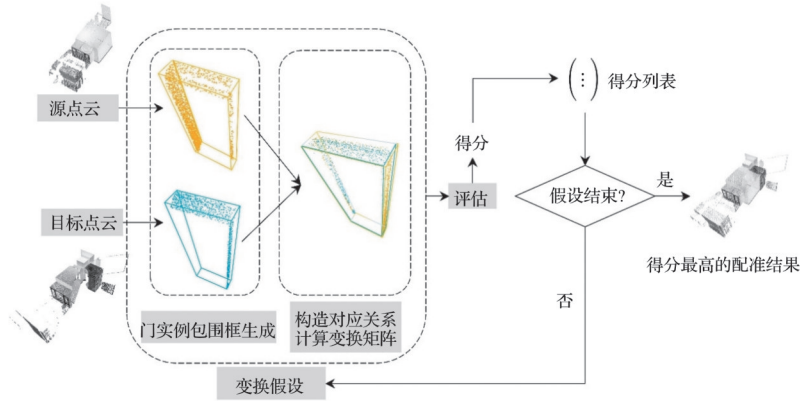 源点云
目标点云
门实例包围框生成
构造对应关系
计算变换矩阵
变换假设
评估
得分
(⋮)
得分列表
假设结束?
是
否
得分最高的配准结果